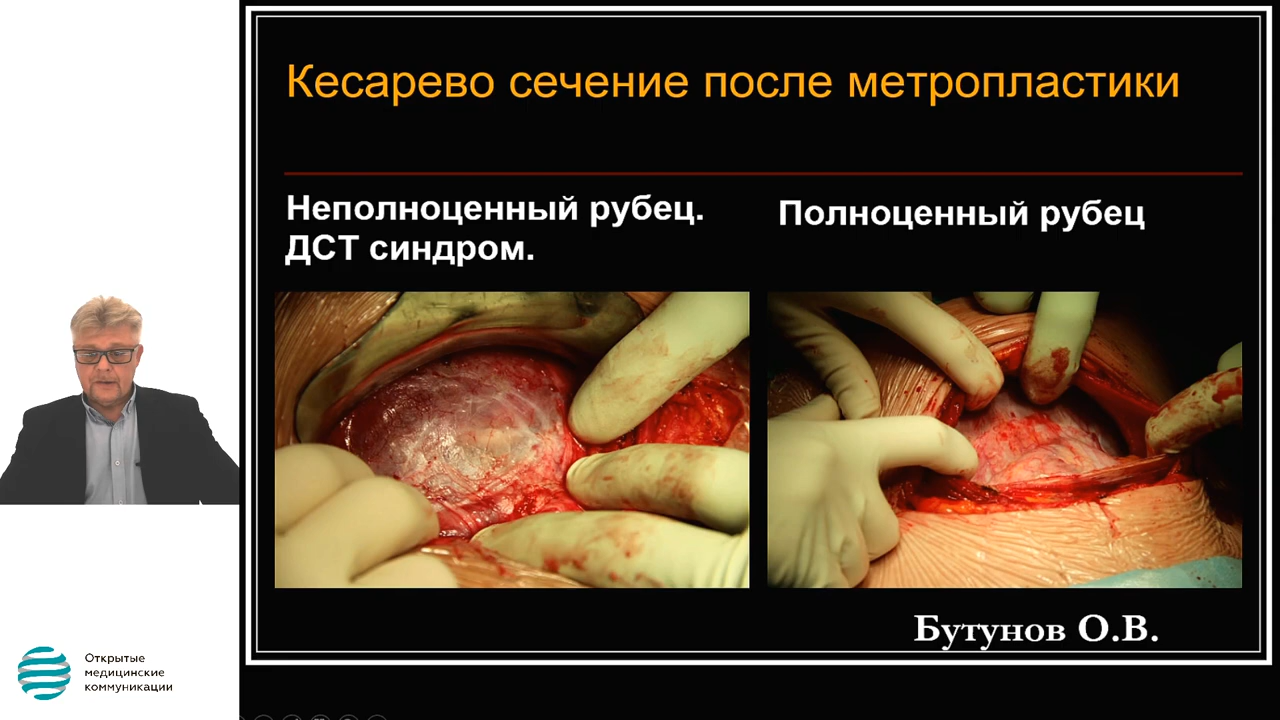 Кесарево сечение после метропластики
Неполноценный рубец.
ДСТ синдром.
Полноценный рубец
Бутунов О.В.
Открытые
медицинские
коммуникации